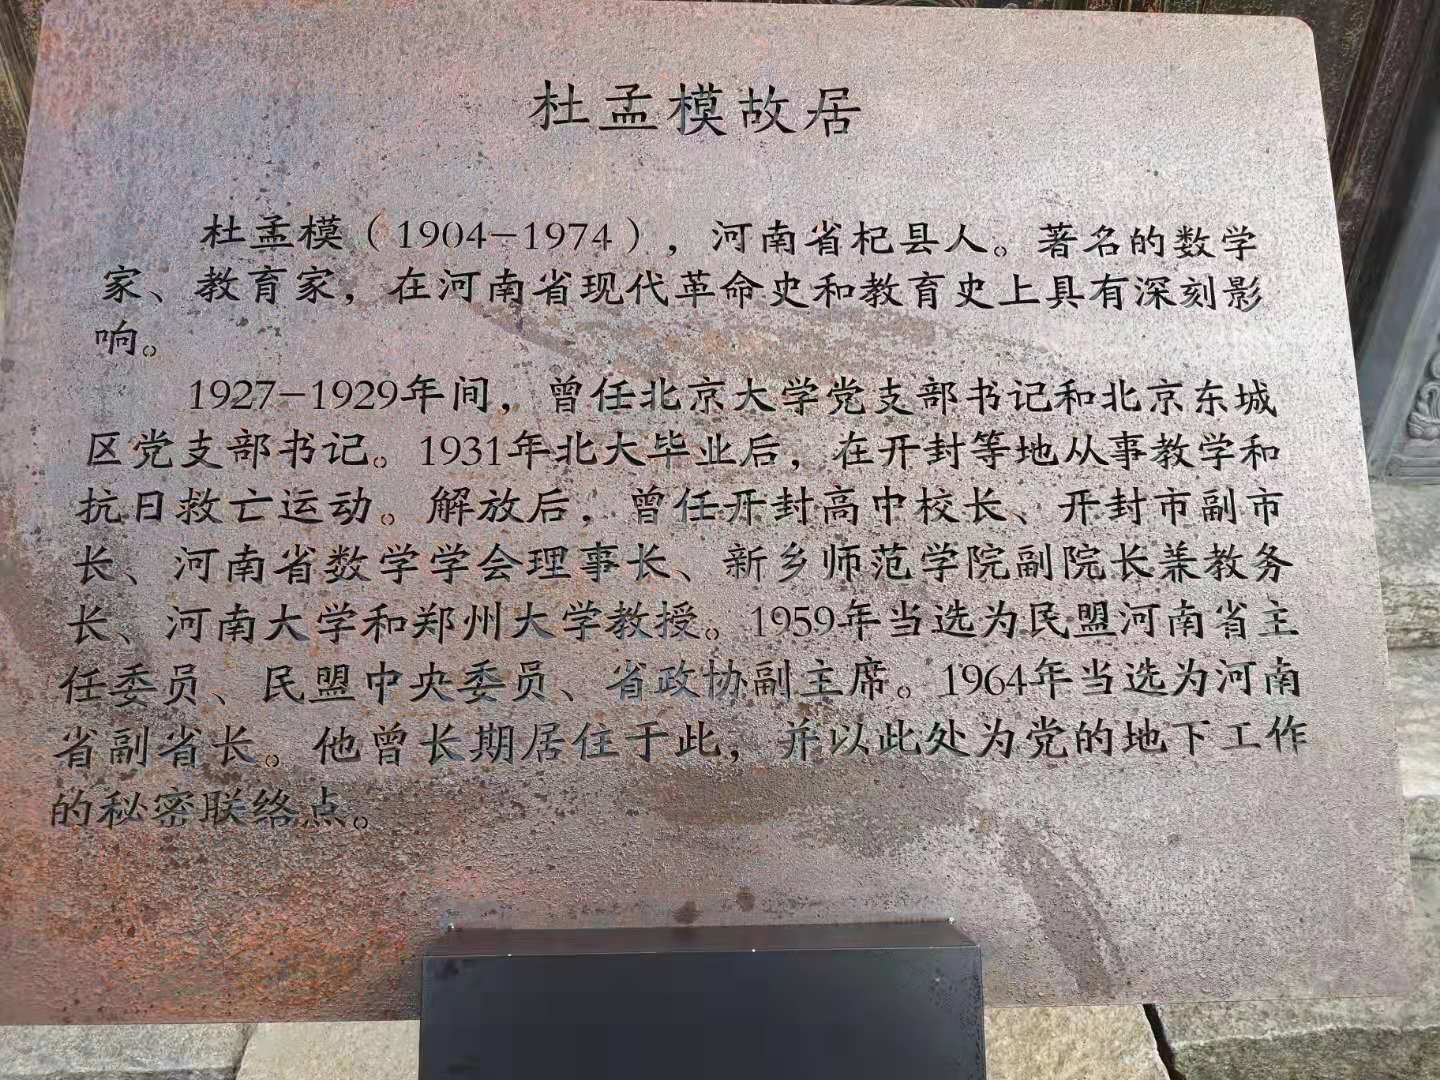 杜孟模故居
杜孟模（1904-1974），河南省杞县人。著名的数学
家、教育家，在河南省现代革命史和教育史上具有深刻影
响。
1927-1929年间，曾任北京大学党支部书记和北京东城
区党支部书记。1931年北大毕业后，在开封等地从事教学和
抗日救亡运动。解放后，曾任开封高中校长、开封市副市
长、河南省数学学会理事长、新乡师范学院副院长兼教务
长、河南大学和郑州大学教授。1959年当选为民盟河南省主
任委员、民盟中央委员、省政协副主席。1964年当选为河南
省副省长。他曾长期居住于此，并以此处为党的地下工作
的秘密联络点。